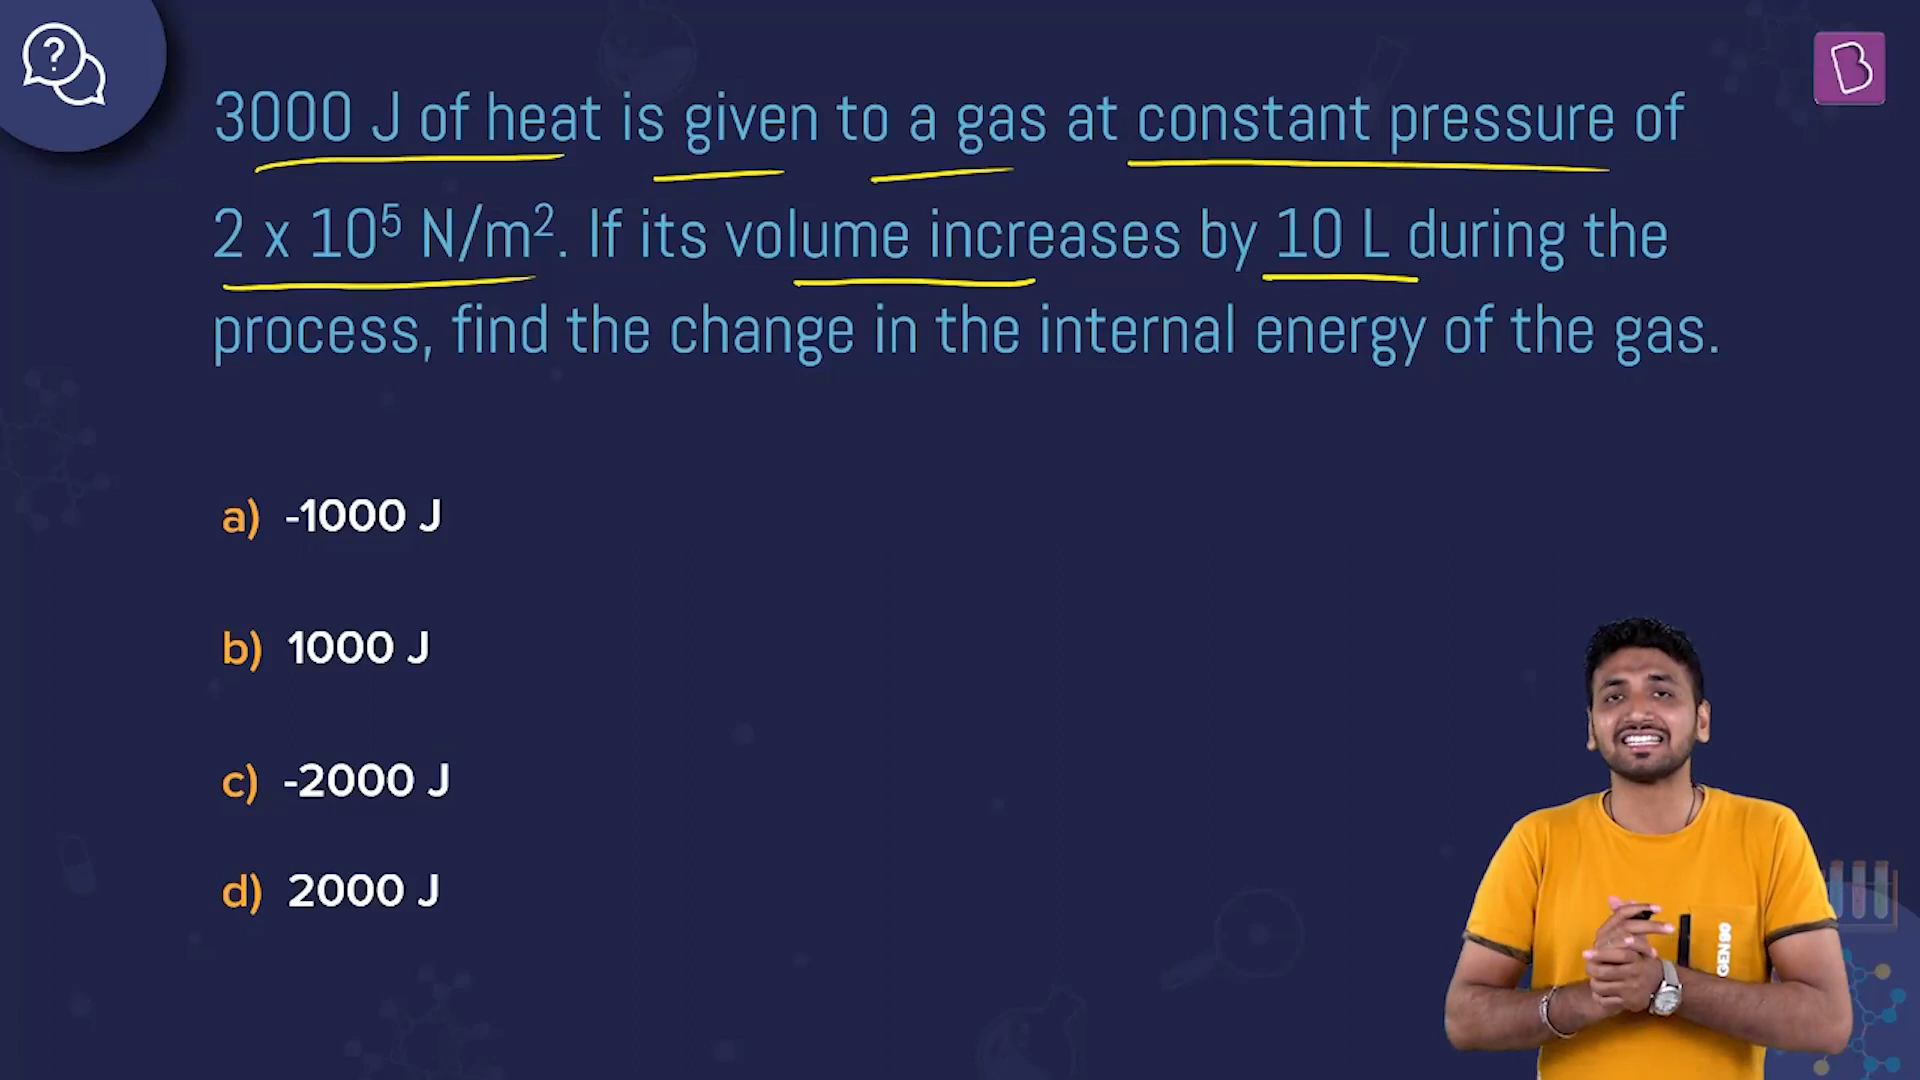 3000 J of heat is given to a gas at constant pressure of
2 x 10⁵ N/m². If its volume increases by 10 L during the
process, find the change in the internal energy of the gas.
a) -1000 J
b) 1000 J
c) -2000 J
d) 2000 J
?
B
GEN90